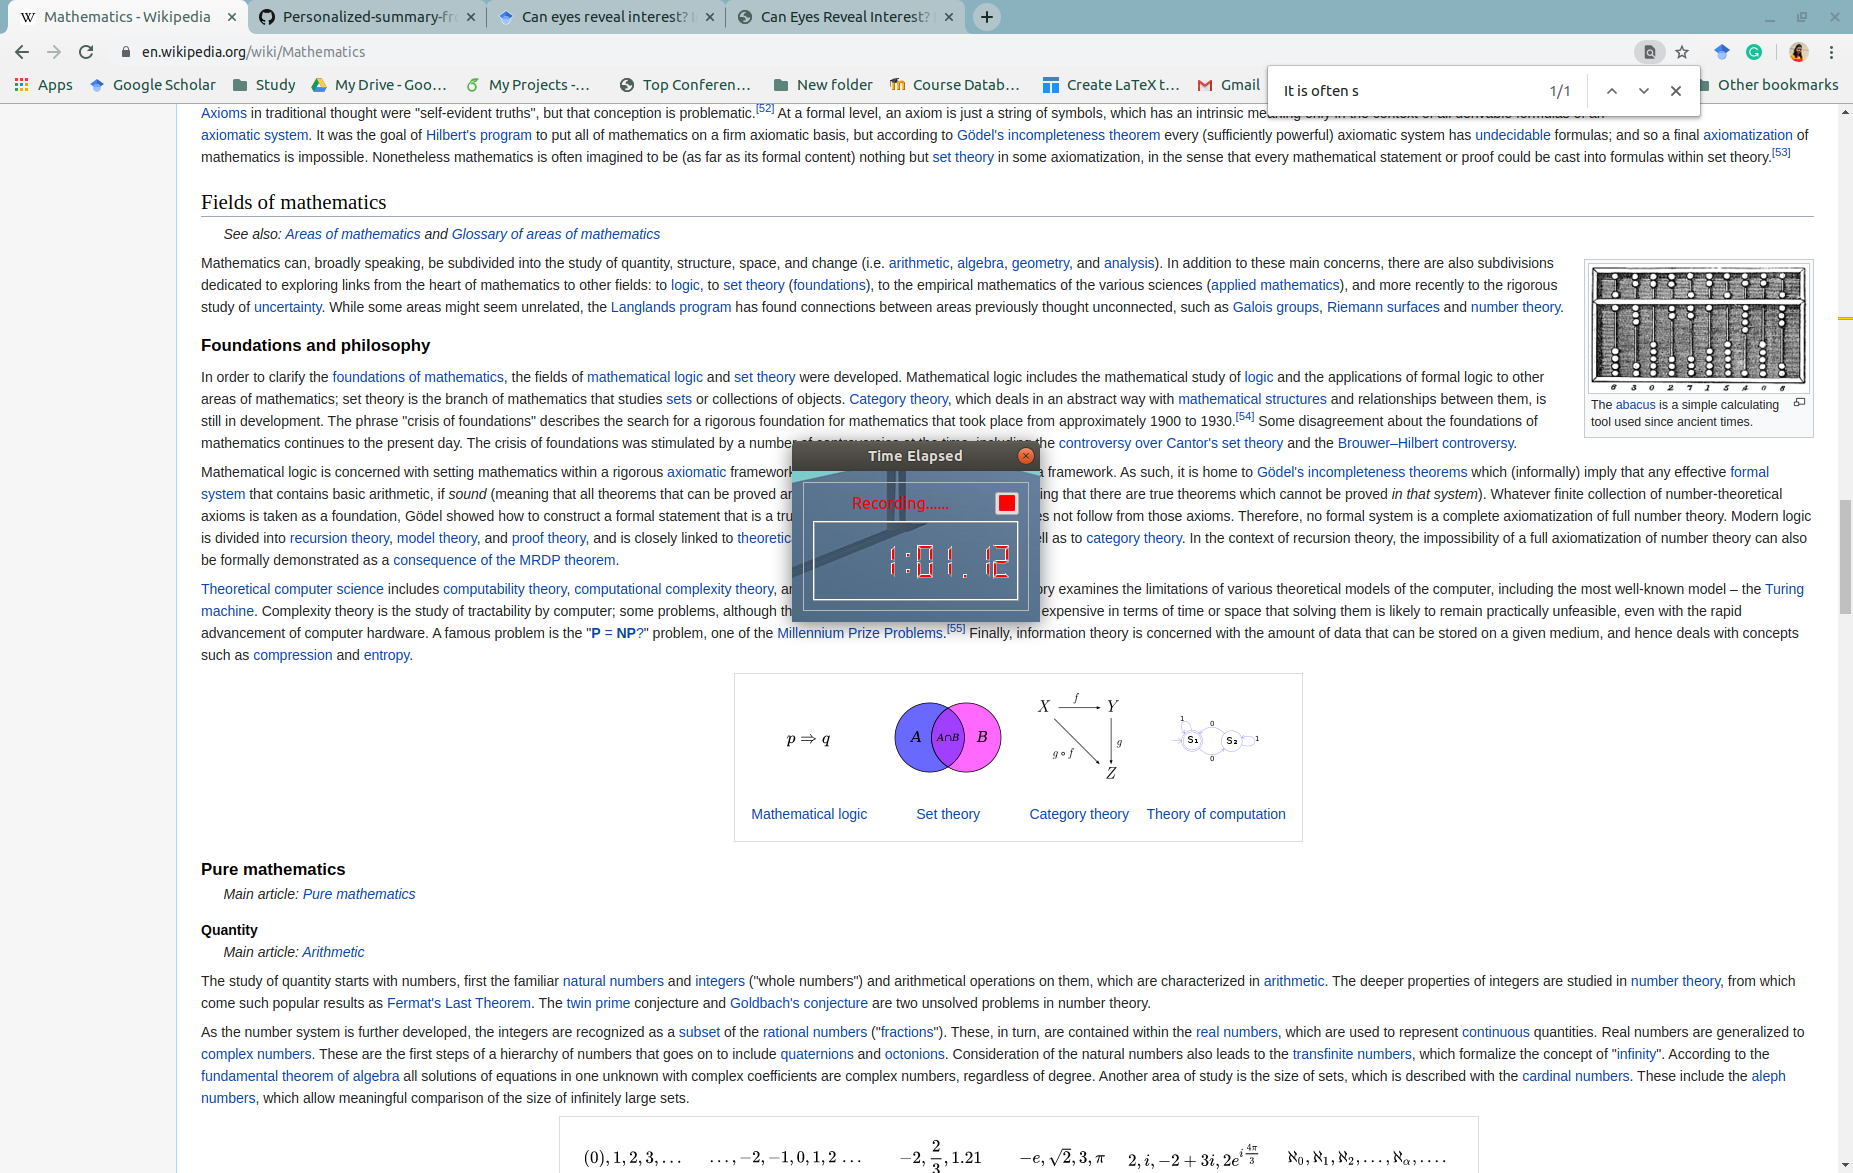 Mathematics - Wikipedia
Personalized-summary-fr
Can eyes reveal interest?
Can Eyes Reveal Interest?
en.wikipedia.org/wiki/Mathematics
Apps Google Scholar Study My Drive - Goo... My Projects -... Top Conferen... New folder Course Datab... Create LaTeX t... Gmail Other bookmarks
It is often s 1/1
Axioms in traditional thought were "self-evident truths", but that conception is problematic.[52] At a formal level, an axiom is just a string of symbols, which has an intrinsic meaning only in the context of all derivable formulas of an
axiomatic system. It was the goal of Hilbert's program to put all of mathematics on a firm axiomatic basis, but according to Gödel's incompleteness theorem every (sufficiently powerful) axiomatic system has undecidable formulas; and so a final axiomatization of
mathematics is impossible. Nonetheless mathematics is often imagined to be (as far as its formal content) nothing but set theory in some axiomatization, in the sense that every mathematical statement or proof could be cast into formulas within set theory.[53]
Fields of mathematics
See also: Areas of mathematics and Glossary of areas of mathematics
Mathematics can, broadly speaking, be subdivided into the study of quantity, structure, space, and change (i.e. arithmetic, algebra, geometry, and analysis). In addition to these main concerns, there are also subdivisions
dedicated to exploring links from the heart of mathematics to other fields: to logic, to set theory (foundations), to the empirical mathematics of the various sciences (applied mathematics), and more recently to the rigorous
study of uncertainty. While some areas might seem unrelated, the Langlands program has found connections between areas previously thought unconnected, such as Galois groups, Riemann surfaces and number theory.
6 3 0 2 7 1 5 4 0 8
The abacus is a simple calculating
tool used since ancient times.
Foundations and philosophy
In order to clarify the foundations of mathematics, the fields of mathematical logic and set theory were developed. Mathematical logic includes the mathematical study of logic and the applications of formal logic to other
areas of mathematics; set theory is the branch of mathematics that studies sets or collections of objects. Category theory, which deals in an abstract way with mathematical structures and relationships between them, is
still in development. The phrase "crisis of foundations" describes the search for a rigorous foundation for mathematics that took place from approximately 1900 to 1930.[54] Some disagreement about the foundations of
mathematics continues to the present day. The crisis of foundations was stimulated by a number of controversies at the time, including the controversy over Cantor's set theory and the Brouwer–Hilbert controversy.
Mathematical logic is concerned with setting mathematics within a rigorous axiomatic framework a framework. As such, it is home to Gödel's incompleteness theorems which (informally) imply that any effective formal
system that contains basic arithmetic, if sound (meaning that all theorems that can be proved ar ing that there are true theorems which cannot be proved in that system). Whatever finite collection of number-theoretical
axioms is taken as a foundation, Gödel showed how to construct a formal statement that is a tru es not follow from those axioms. Therefore, no formal system is a complete axiomatization of full number theory. Modern logic
is divided into recursion theory, model theory, and proof theory, and is closely linked to theoretic ll as to category theory. In the context of recursion theory, the impossibility of a full axiomatization of number theory can also
be formally demonstrated as a consequence of the MRDP theorem.
Time Elapsed
Recording......
1:01.12
Theoretical computer science includes computability theory, computational complexity theory, a ry examines the limitations of various theoretical models of the computer, including the most well-known model – the Turing
machine. Complexity theory is the study of tractability by computer; some problems, although th expensive in terms of time or space that solving them is likely to remain practically unfeasible, even with the rapid
advancement of computer hardware. A famous problem is the "P = NP?" problem, one of the Millennium Prize Problems.[55] Finally, information theory is concerned with the amount of data that can be stored on a given medium, and hence deals with concepts
such as compression and entropy.
p ⇒ q
A A∩B B
X f Y g g∘f Z
1 0 S₁ S₂ 1 0
Mathematical logic Set theory Category theory Theory of computation
Pure mathematics
Main article: Pure mathematics
Quantity
Main article: Arithmetic
The study of quantity starts with numbers, first the familiar natural numbers and integers ("whole numbers") and arithmetical operations on them, which are characterized in arithmetic. The deeper properties of integers are studied in number theory, from which
come such popular results as Fermat's Last Theorem. The twin prime conjecture and Goldbach's conjecture are two unsolved problems in number theory.
As the number system is further developed, the integers are recognized as a subset of the rational numbers ("fractions"). These, in turn, are contained within the real numbers, which are used to represent continuous quantities. Real numbers are generalized to
complex numbers. These are the first steps of a hierarchy of numbers that goes on to include quaternions and octonions. Consideration of the natural numbers also leads to the transfinite numbers, which formalize the concept of "infinity". According to the
fundamental theorem of algebra all solutions of equations in one unknown with complex coefficients are complex numbers, regardless of degree. Another area of study is the size of sets, which is described with the cardinal numbers. These include the aleph
numbers, which allow meaningful comparison of the size of infinitely large sets.
(0), 1, 2, 3, … …, −2, −1, 0, 1, 2 … −2, 2/3, 1.21 −e, √2, 3, π 2, i, −2 + 3i, 2e^(i4π/3) ℵ₀, ℵ₁, ℵ₂, …, ℵα, ….